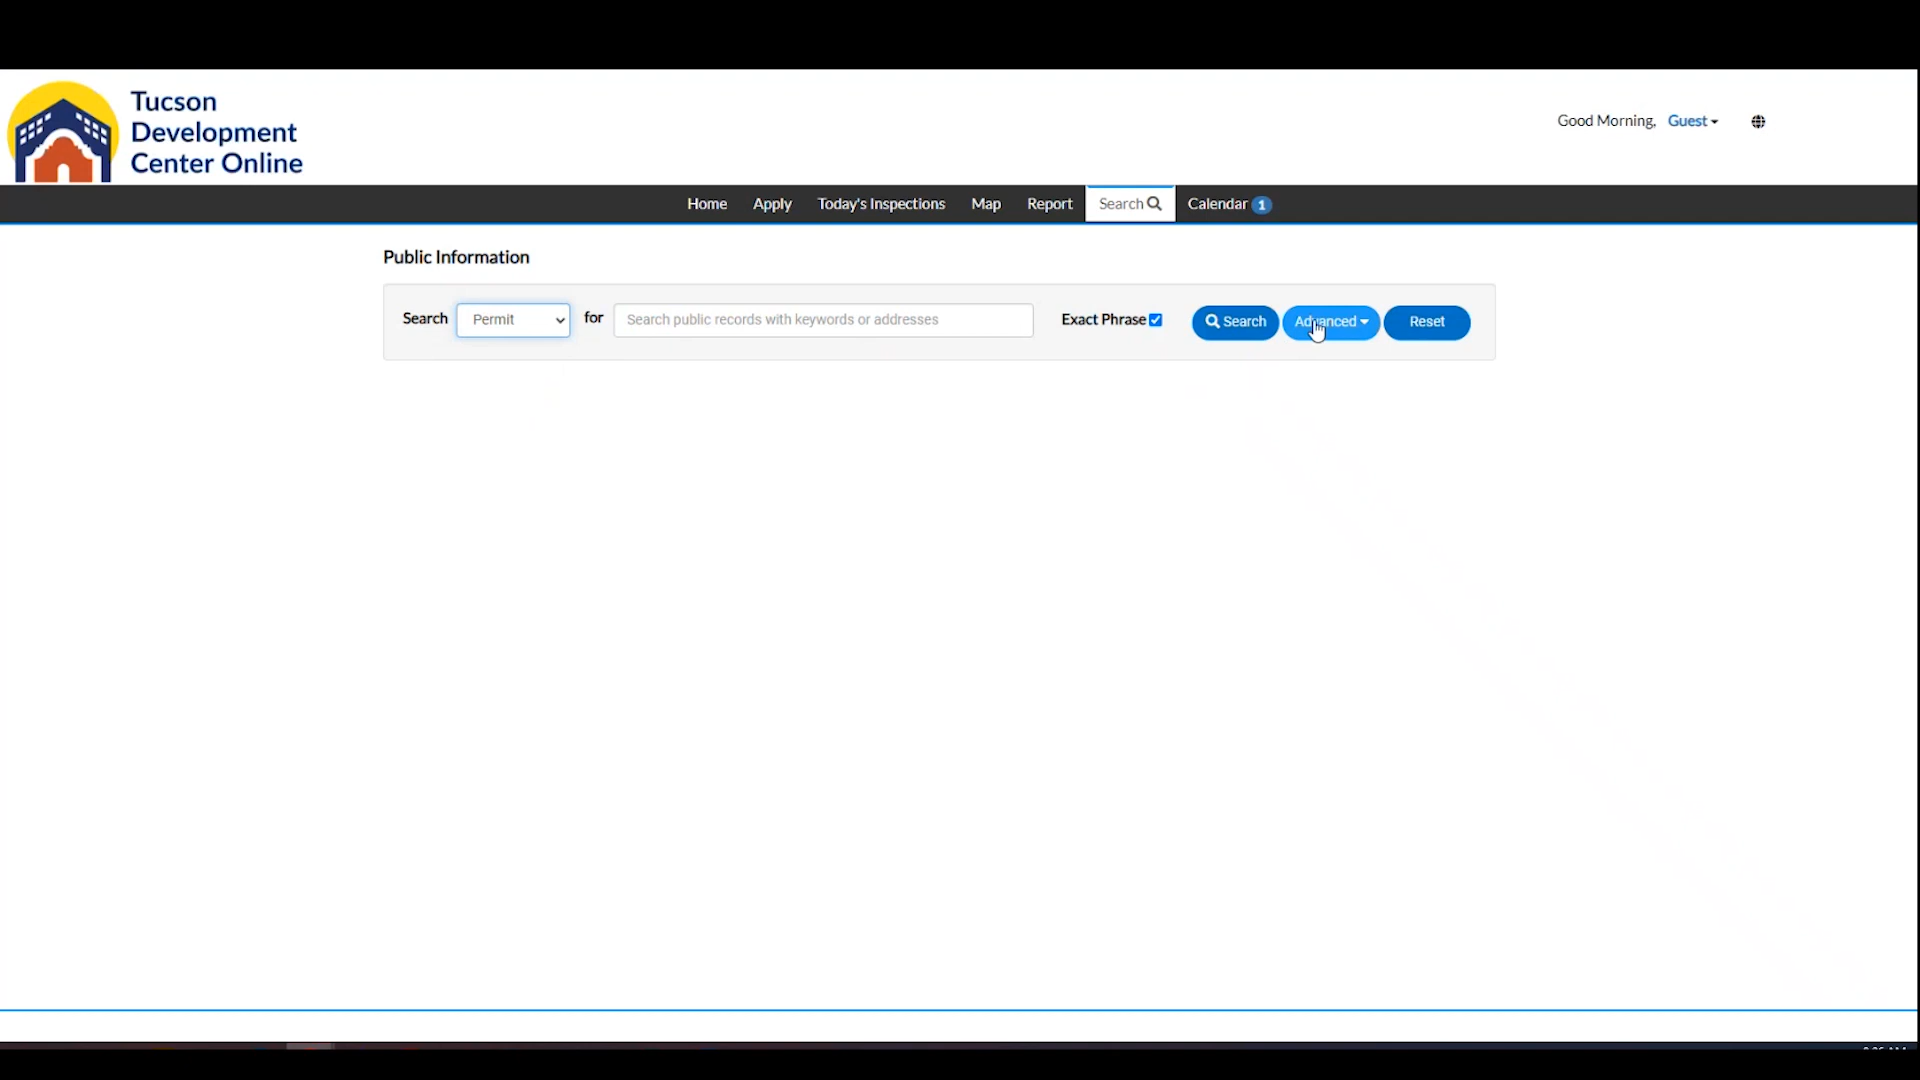 Tucson
Development
Center Online
Good Morning, Guest
Home Apply Today's Inspections Map Report Search Calendar 1
Public Information
Search Permit for Search public records with keywords or addresses Exact Phrase Search Advanced Reset